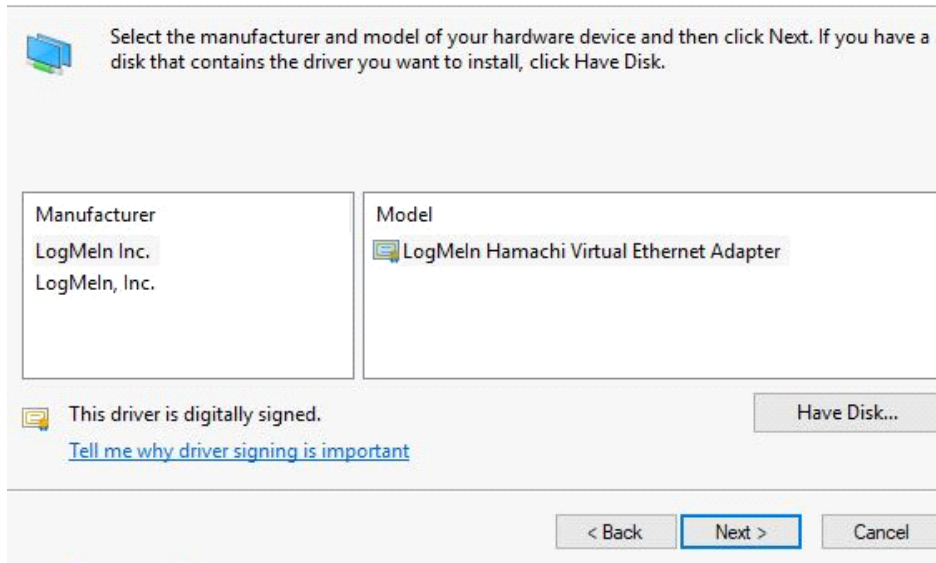 Select the manufacturer and model of your hardware device and then click Next. If you have a
disk that contains the driver you want to install, click Have Disk.
Manufacturer
LogMeIn Inc.
LogMeIn, Inc.
Model
LogMeIn Hamachi Virtual Ethernet Adapter
This driver is digitally signed.
Tell me why driver signing is important
Have Disk...
< Back
Next >
Cancel